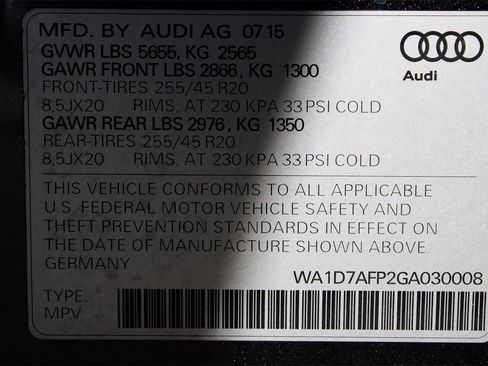 MFD. BY AUDI AG 07 15
GVWR LBS 5655, KG 2565
GAWR FRONT LBS 2866, KG 1300
FRONT-TIRES 255/45 R20
8,5JX20 RIMS, AT 230 KPA 33 PSI COLD
GAWR REAR LBS 2976, KG 1350
REAR-TIRES 255/45 R20
8,5JX20 RIMS, AT 230 KPA 33 PSI COLD
Audi
THIS VEHICLE CONFORMS TO ALL APPLICABLE
U.S. FEDERAL MOTOR VEHICLE SAFETY AND
THEFT PREVENTION STANDARDS IN EFFECT ON
THE DATE OF MANUFACTURE SHOWN ABOVE.
GERMANY
WA1D7AFP2GA030008
TYPE:
MPV